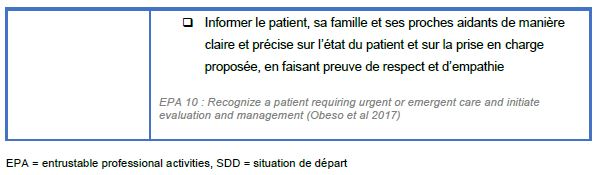 ❑ Informer le patient, sa famille et ses proches aidants de manière
claire et précise sur l’état du patient et sur la prise en charge
proposée, en faisant preuve de respect et d’empathie
EPA 10 : Recognize a patient requiring urgent or emergent care and initiate
evaluation and management (Obeso et al 2017)
EPA = entrustable professional activities, SDD = situation de départ